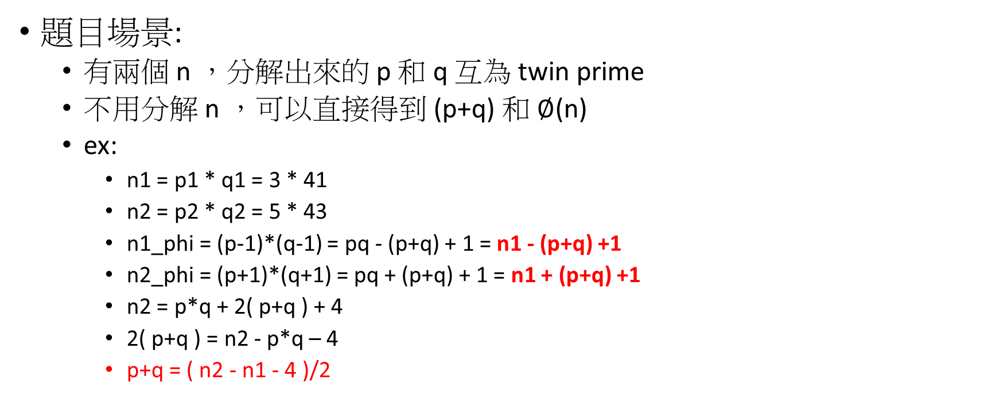 • 題目場景:
• 有兩個 n ，分解出來的 p 和 q 互為 twin prime
• 不用分解 n ，可以直接得到 (p+q) 和 Ø(n)
• ex:
• n1 = p1 * q1 = 3 * 41
• n2 = p2 * q2 = 5 * 43
• n1_phi = (p-1)*(q-1) = pq - (p+q) + 1 = n1 - (p+q) +1
• n2_phi = (p+1)*(q+1) = pq + (p+q) + 1 = n1 + (p+q) +1
• n2 = p*q + 2( p+q ) + 4
• 2( p+q ) = n2 - p*q – 4
• p+q = ( n2 - n1 - 4 )/2